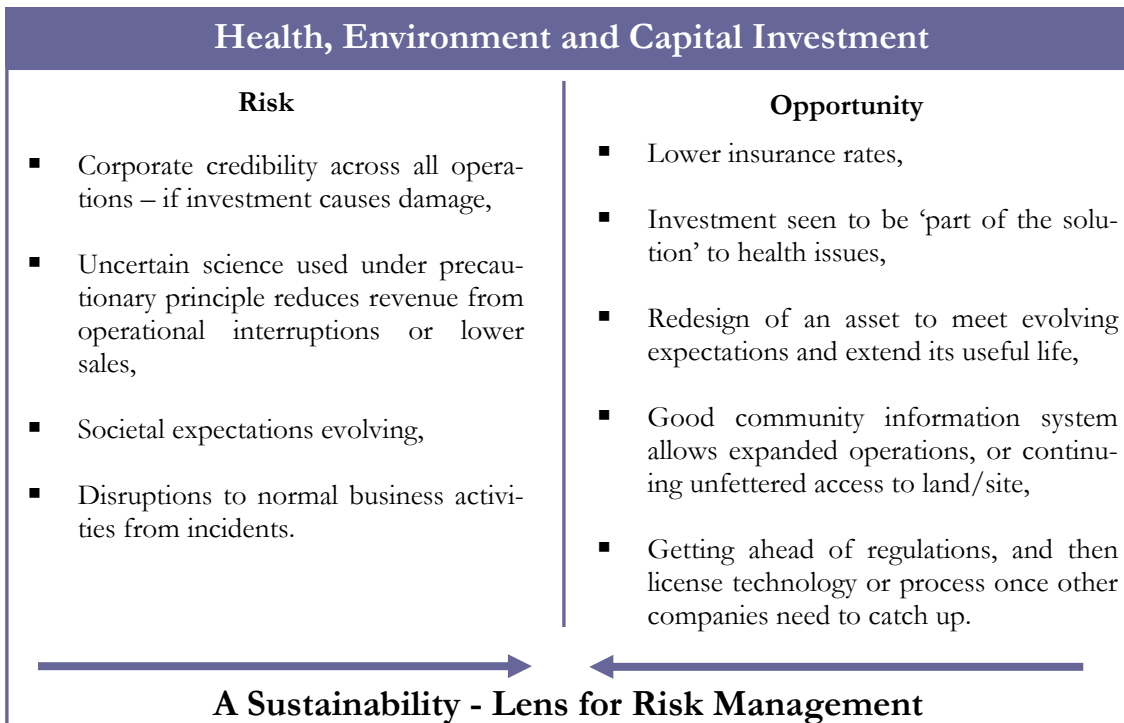 Health, Environment and Capital Investment
Risk
▪ Corporate credibility across all opera-
tions – if investment causes damage,
▪ Uncertain science used under precau-
tionary principle reduces revenue from
operational interruptions or lower
sales,
▪ Societal expectations evolving,
▪ Disruptions to normal business activi-
ties from incidents.
Opportunity
▪ Lower insurance rates,
▪ Investment seen to be ‘part of the solu-
tion’ to health issues,
▪ Redesign of an asset to meet evolving
expectations and extend its useful life,
▪ Good community information system
allows expanded operations, or continu-
ing unfettered access to land/site,
▪ Getting ahead of regulations, and then
license technology or process once other
companies need to catch up.
A Sustainability - Lens for Risk Management